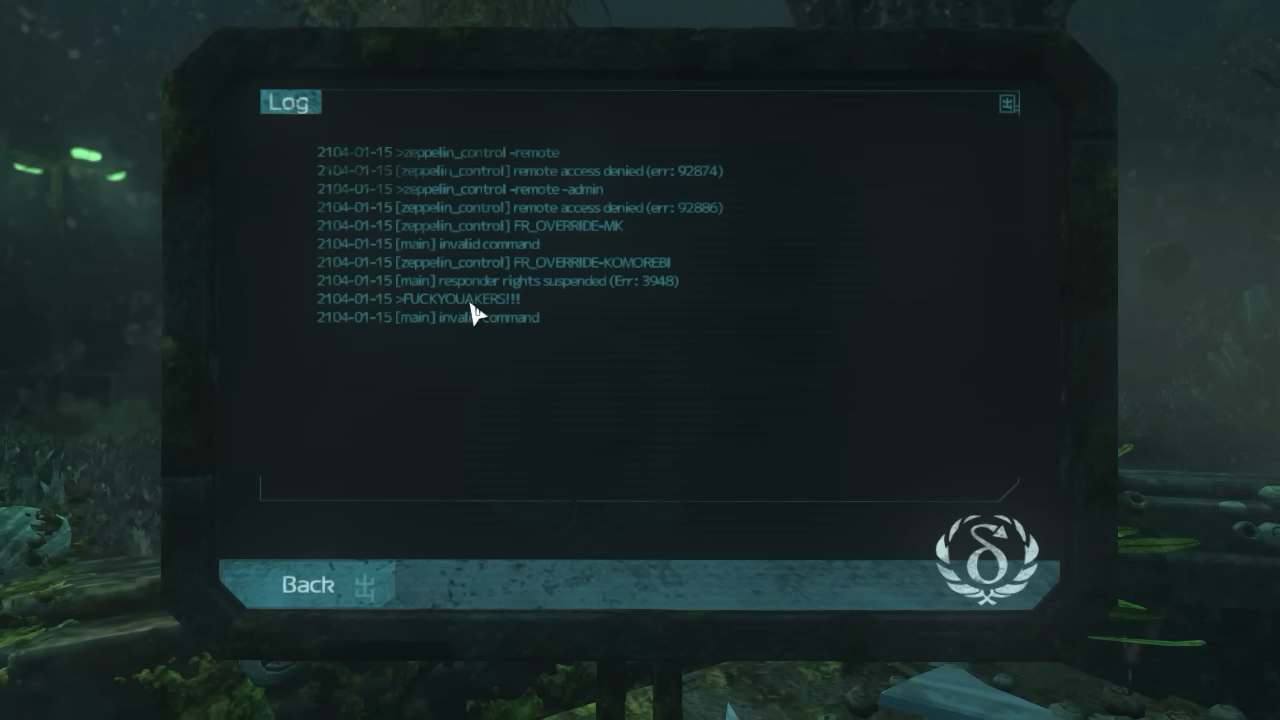 Log
2104-01-15 >zeppelin_control -remote
2104-01-15 [zeppelin_control] remote access denied (err: 92874)
2104-01-15 >zeppelin_control -remote -admin
2104-01-15 [zeppelin_control] remote access denied (err: 92886)
2104-01-15 [zeppelin_control] FR_OVERRIDE-MK
2104-01-15 [main] invalid command
2104-01-15 [zeppelin_control] FR_OVERRIDE-KOMOREBI
2104-01-15 [main] responder rights suspended (Err: 3948)
2104-01-15 >FUCKYOUAKERS!!!
2104-01-15 [main] invalid command
Back
δ